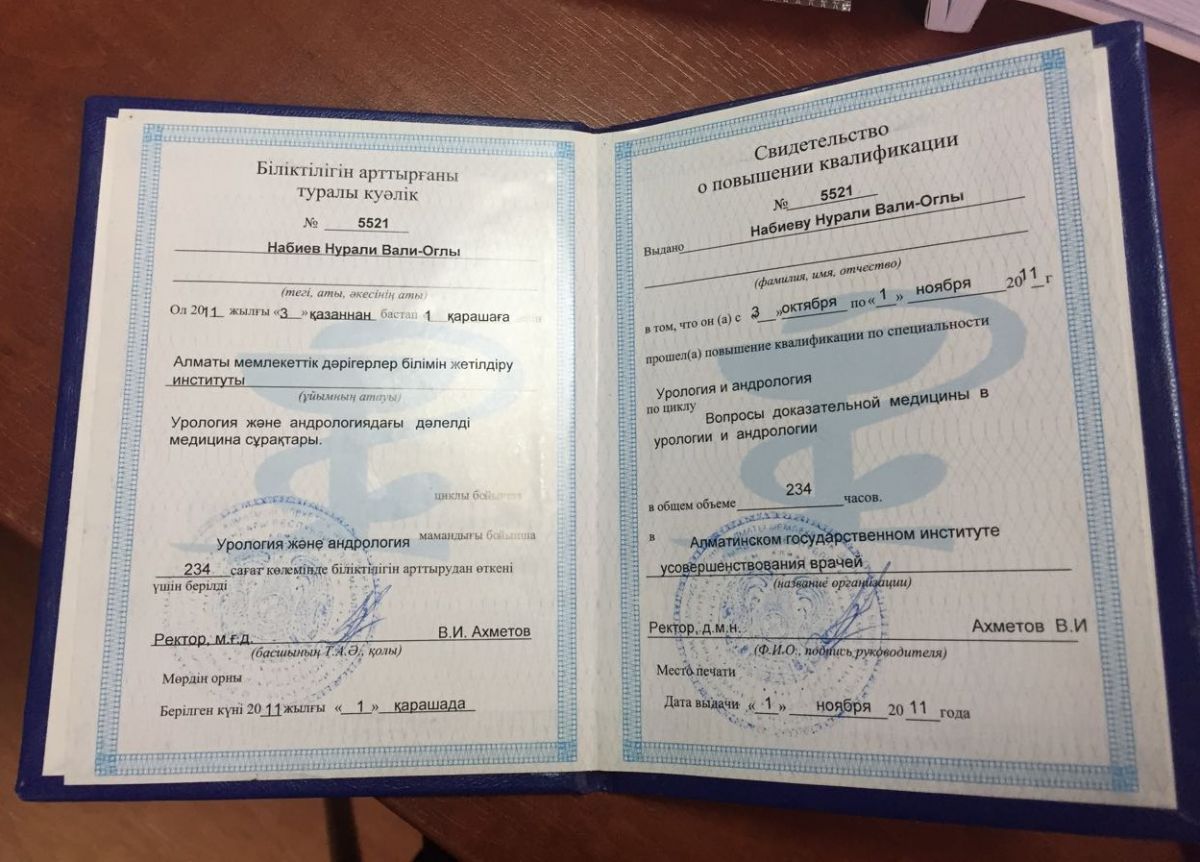 Біліктілігін арттырғаны
туралы куәлік
№ 5521
Набиев Нурали Вали-Оглы
(тегі, аты, әкесінің аты)
Ол 2011 жылғы «3» қазаннан бастап 1 қарашаға
Алматы мемлекеттік дәрігерлер білімін жетілдіру
институты
(ұйымның атауы)
Урология және андрологиядағы дәлелді
медицина сұрақтары.
циклы бойынша
Урология және андрология мамандығы бойынша
234 сағат көлемінде біліктілігін арттырудан өткені
үшін берілді
Ректор, м.ғ.д. В.И. Ахметов
(басшының Т.А.Ә., қолы)
Мөрдін орны
Берілген күні 2011 жылғы «1» қарашада
Свидетельство
о повышении квалификации
№ 5521
Выдано Набиеву Нурали Вали-Оглы
(фамилия, имя, отчество)
в том, что он (а) с 3 » октября по « 1 » ноября 2011 г
прошел(а) повышение квалификации по специальности
Урология и андрология
по циклу Вопросы доказательной медицины в
урологии и андрологии
в общем объеме 234 часов.
в Алматинском государственном институте
усовершенствования врачей
(название организации)
Ректор, д.м.н. Ахметов В.И
(Ф.И.О., подпись руководителя)
Место печати
Дата выдачи « 1 » ноября 2011 года